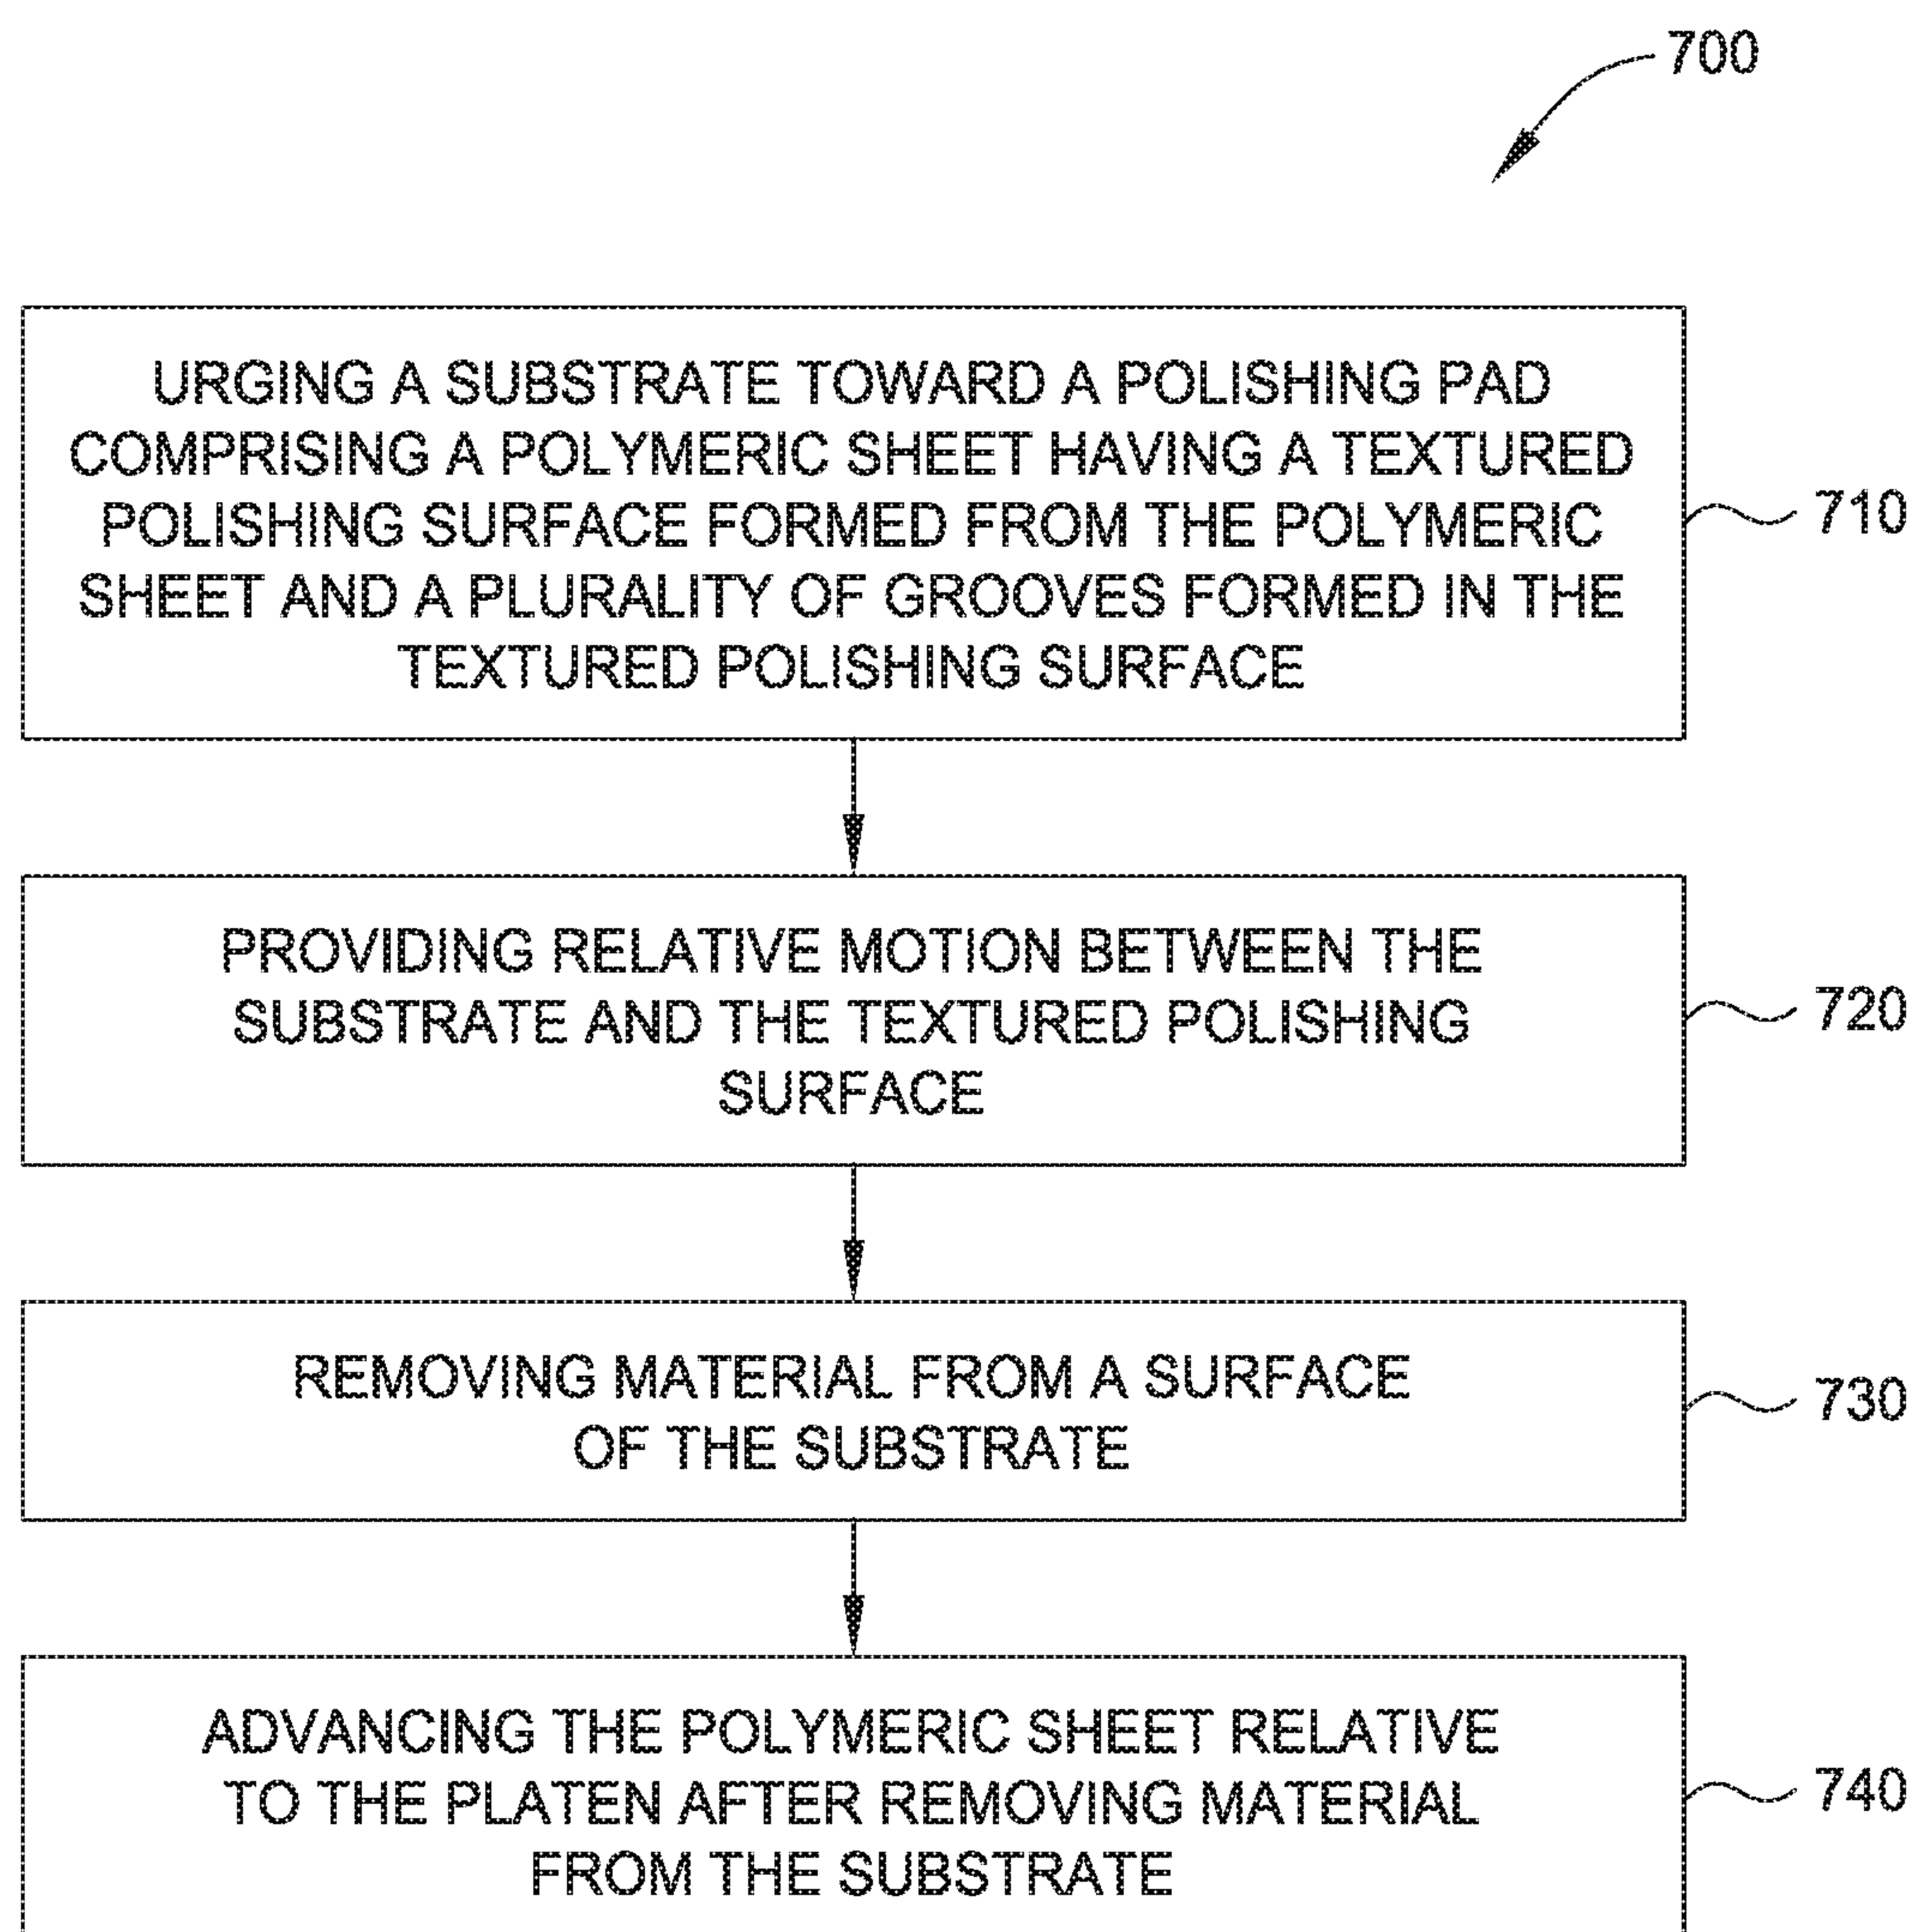 700
URGING A SUBSTRATE TOWARD A POLISHING PAD
COMPRISING A POLYMERIC SHEET HAVING A TEXTURED
POLISHING SURFACE FORMED FROM THE POLYMERIC
SHEET AND A PLURALITY OF GROOVES FORMED IN THE
TEXTURED POLISHING SURFACE
710
PROVIDING RELATIVE MOTION BETWEEN THE
SUBSTRATE AND THE TEXTURED POLISHING
SURFACE
720
REMOVING MATERIAL FROM A SURFACE
OF THE SUBSTRATE
730
ADVANCING THE POLYMERIC SHEET RELATIVE
TO THE PLATEN AFTER REMOVING MATERIAL
FROM THE SUBSTRATE
740